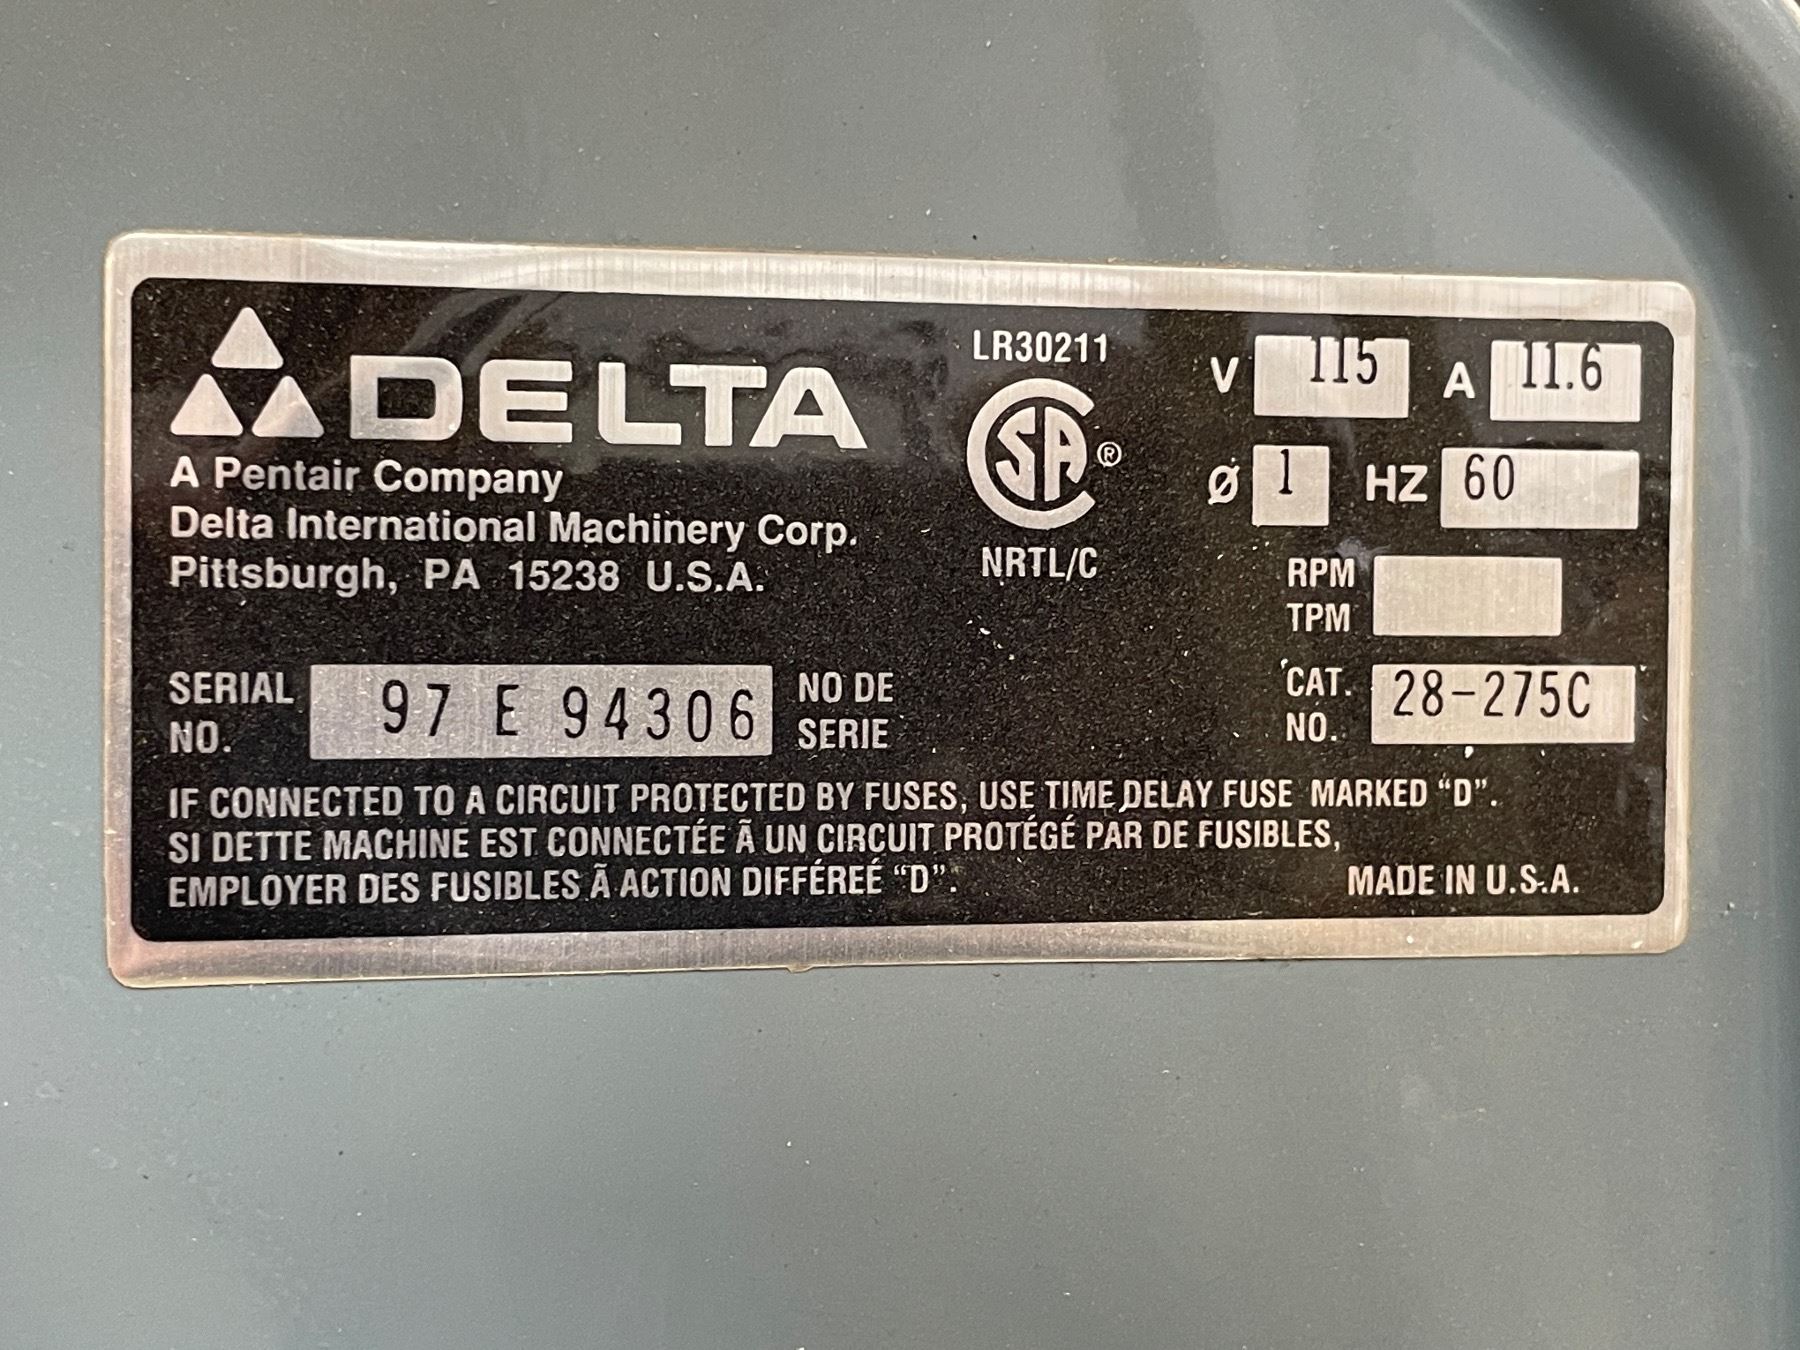 DELTA
A Pentair Company
Delta International Machinery Corp.
Pittsburgh, PA 15238 U.S.A.
LR30211
SA ®
NRTL/C
V 115 A 11.6
Ø 1 HZ 60
RPM
TPM
SERIAL NO. 97 E 94306 NO DE SERIE
CAT. NO. 28-275C
IF CONNECTED TO A CIRCUIT PROTECTED BY FUSES, USE TIME DELAY FUSE MARKED “D”.
SI DETTE MACHINE EST CONNECTÉE Ã UN CIRCUIT PROTÉGÉ PAR DE FUSIBLES,
EMPLOYER DES FUSIBLES Ã ACTION DIFFÉREÉ “D”.
MADE IN U.S.A.